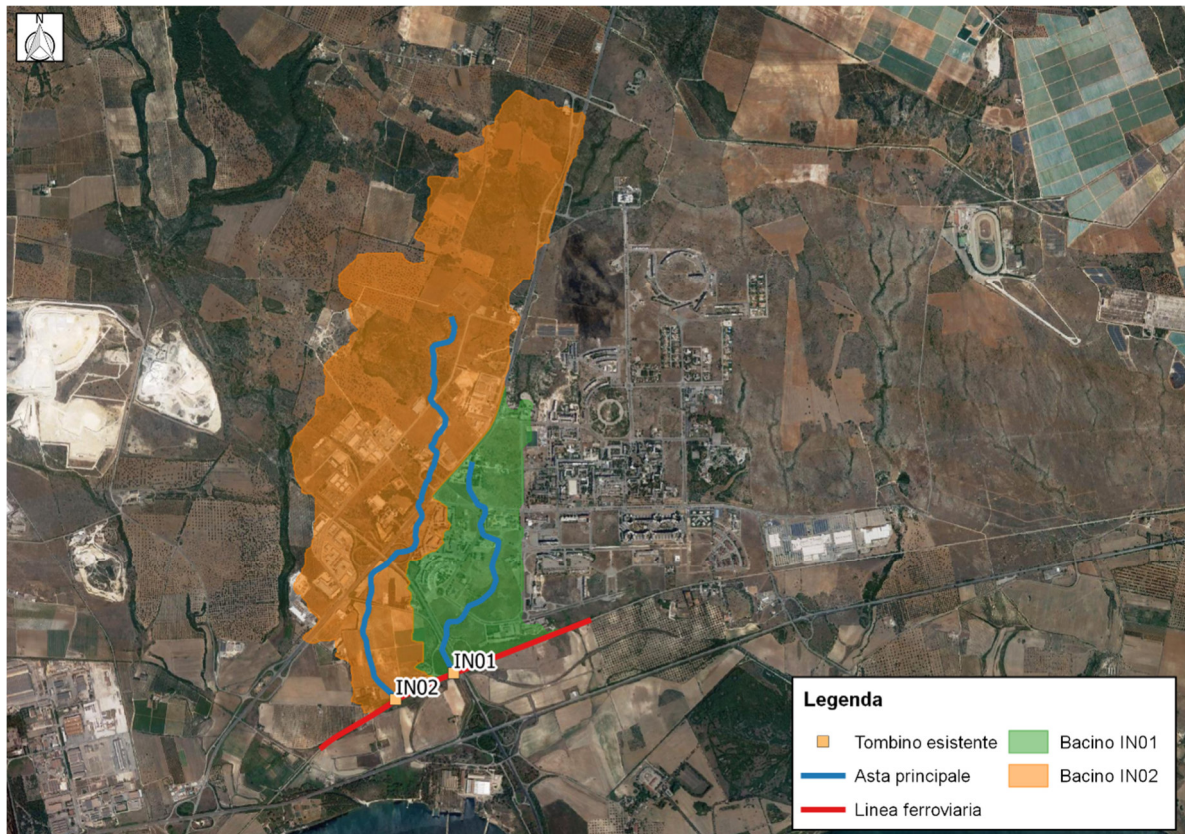 N
IN01
IN02
Legenda
Tombino esistente
Asta principale
Linea ferroviaria
Bacino IN01
Bacino IN02